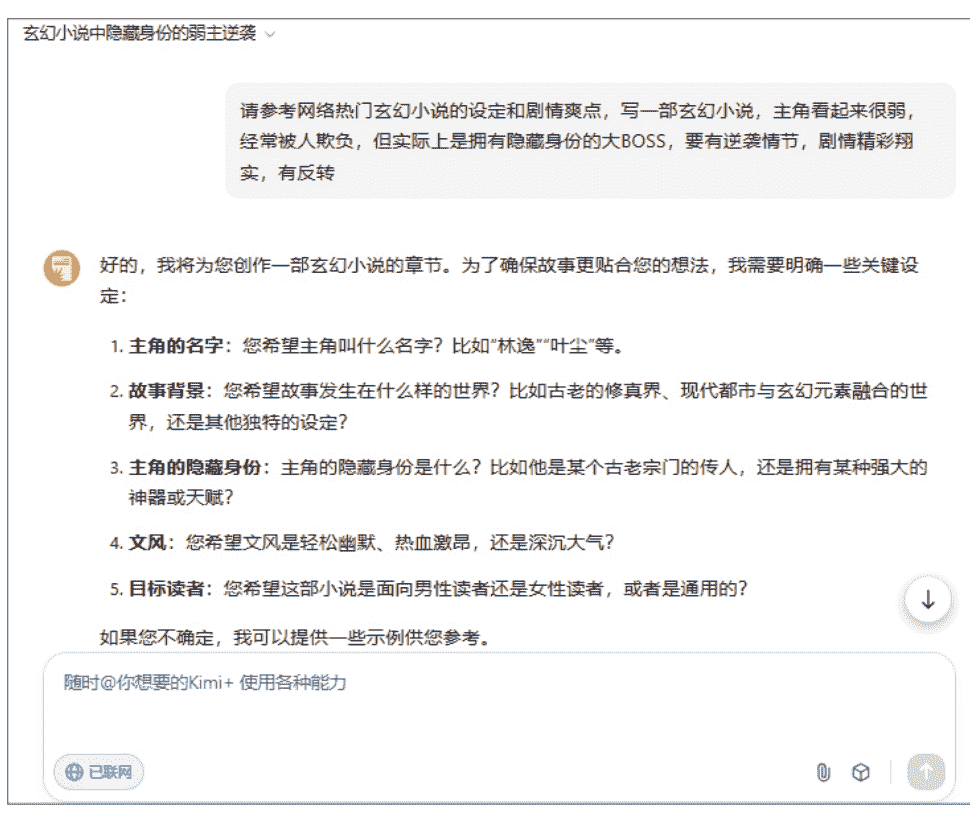 玄幻小说中隐藏身份的弱主逆袭
请参考网络热门玄幻小说的设定和剧情爽点，写一部玄幻小说，主角看起来很弱，
经常被人欺负，但实际上是拥有隐藏身份的大BOSS，要有逆袭情节，剧情精彩翔
实，有反转
好的，我将为您创作一部玄幻小说的章节。为了确保故事更贴合您的想法，我需要明确一些关键设
定：
1. 主角的名字：您希望主角叫什么名字？比如“林逸”“叶尘”等。
2. 故事背景：您希望故事发生在什么样的世界？比如古老的修真界、现代都市与玄幻元素融合的世
界，还是其他独特的设定？
3. 主角的隐藏身份：主角的隐藏身份是什么？比如他是某个古老宗门的传人，还是拥有某种强大的
神器或天赋？
4. 文风：您希望文风是轻松幽默、热血激昂，还是深沉大气？
5. 目标读者：您希望这部小说是面向男性读者还是女性读者，或者是通用的？
如果您不确定，我可以提供一些示例供您参考。
随时@你想要的Kimi+ 使用各种能力
已联网